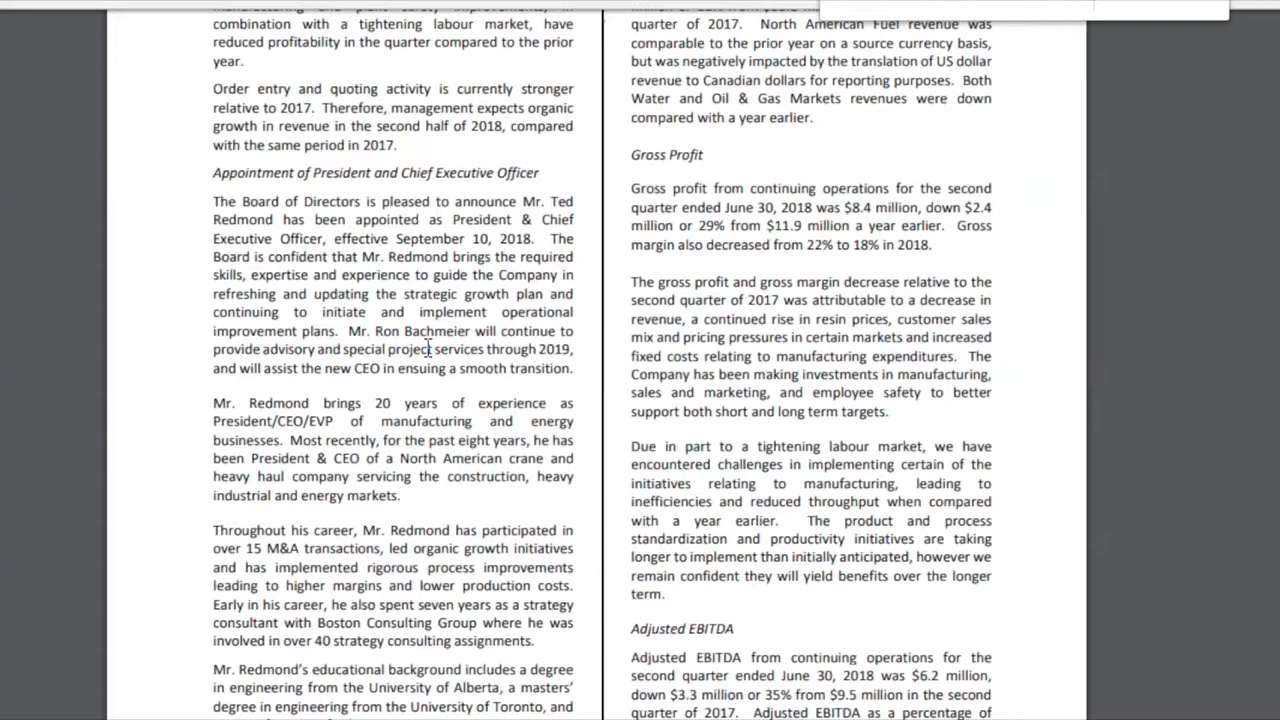 combination with a tightening labour market, have
reduced profitability in the quarter compared to the prior
year.
Order entry and quoting activity is currently stronger
relative to 2017. Therefore, management expects organic
growth in revenue in the second half of 2018, compared
with the same period in 2017.
Appointment of President and Chief Executive Officer
The Board of Directors is pleased to announce Mr. Ted
Redmond has been appointed as President & Chief
Executive Officer, effective September 10, 2018. The
Board is confident that Mr. Redmond brings the required
skills, expertise and experience to guide the Company in
refreshing and updating the strategic growth plan and
continuing to initiate and implement operational
improvement plans. Mr. Ron Bachmeier will continue to
provide advisory and special project services through 2019,
and will assist the new CEO in ensuing a smooth transition.
Mr. Redmond brings 20 years of experience as
President/CEO/EVP of manufacturing and energy
businesses. Most recently, for the past eight years, he has
been President & CEO of a North American crane and
heavy haul company servicing the construction, heavy
industrial and energy markets.
Throughout his career, Mr. Redmond has participated in
over 15 M&A transactions, led organic growth initiatives
and has implemented rigorous process improvements
leading to higher margins and lower production costs.
Early in his career, he also spent seven years as a strategy
consultant with Boston Consulting Group where he was
involved in over 40 strategy consulting assignments.
Mr. Redmond's educational background includes a degree
in engineering from the University of Alberta, a masters'
degree in engineering from the University of Toronto, and
quarter of 2017. North American Fuel revenue was
comparable to the prior year on a source currency basis,
but was negatively impacted by the translation of US dollar
revenue to Canadian dollars for reporting purposes. Both
Water and Oil & Gas Markets revenues were down
compared with a year earlier.
Gross Profit
Gross profit from continuing operations for the second
quarter ended June 30, 2018 was $8.4 million, down $2.4
million or 29% from $11.9 million a year earlier. Gross
margin also decreased from 22% to 18% in 2018.
The gross profit and gross margin decrease relative to the
second quarter of 2017 was attributable to a decrease in
revenue, a continued rise in resin prices, customer sales
mix and pricing pressures in certain markets and increased
fixed costs relating to manufacturing expenditures. The
Company has been making investments in manufacturing,
sales and marketing, and employee safety to better
support both short and long term targets.
Due in part to a tightening labour market, we have
encountered challenges in implementing certain of the
initiatives relating to manufacturing, leading to
inefficiencies and reduced throughput when compared
with a year earlier. The product and process
standardization and productivity initiatives are taking
longer to implement than initially anticipated, however we
remain confident they will yield benefits over the longer
term.
Adjusted EBITDA
Adjusted EBITDA from continuing operations for the
second quarter ended June 30, 2018 was $6.2 million,
down $3.3 million or 35% from $9.5 million in the second
quarter of 2017. Adjusted EBITDA as a percentage of